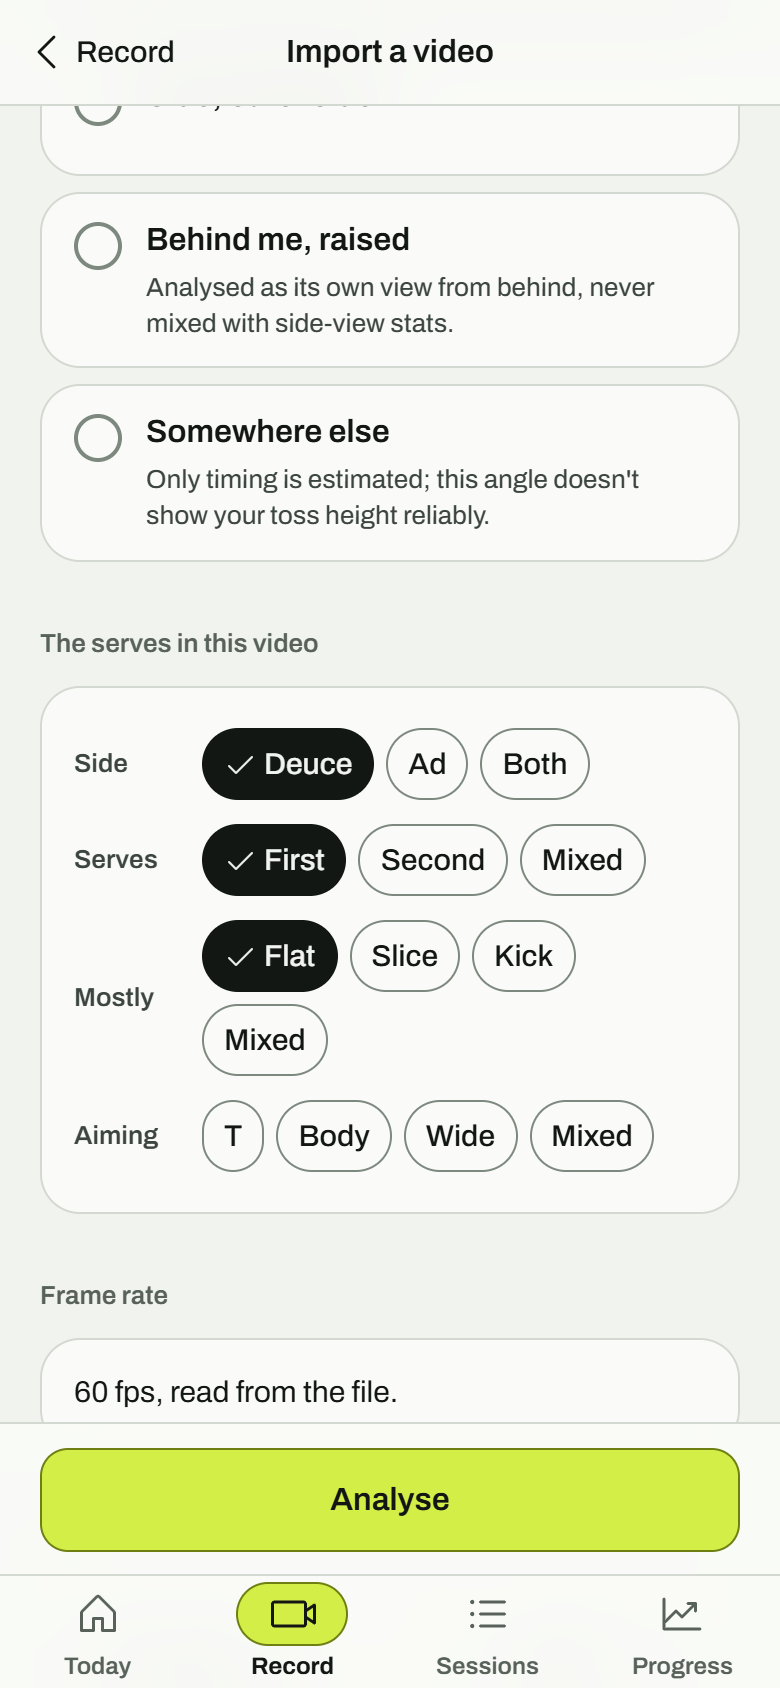 Record
Import a video
Behind me, raised
Analysed as its own view from behind, never
mixed with side-view stats.
Somewhere else
Only timing is estimated; this angle doesn't
show your toss height reliably.
The serves in this video
Side
Deuce
Ad
Both
Serves
First
Second
Mixed
Mostly
Flat
Slice
Kick
Mixed
Aiming
T
Body
Wide
Mixed
Frame rate
60 fps, read from the file.
Analyse
Today
Record
Sessions
Progress